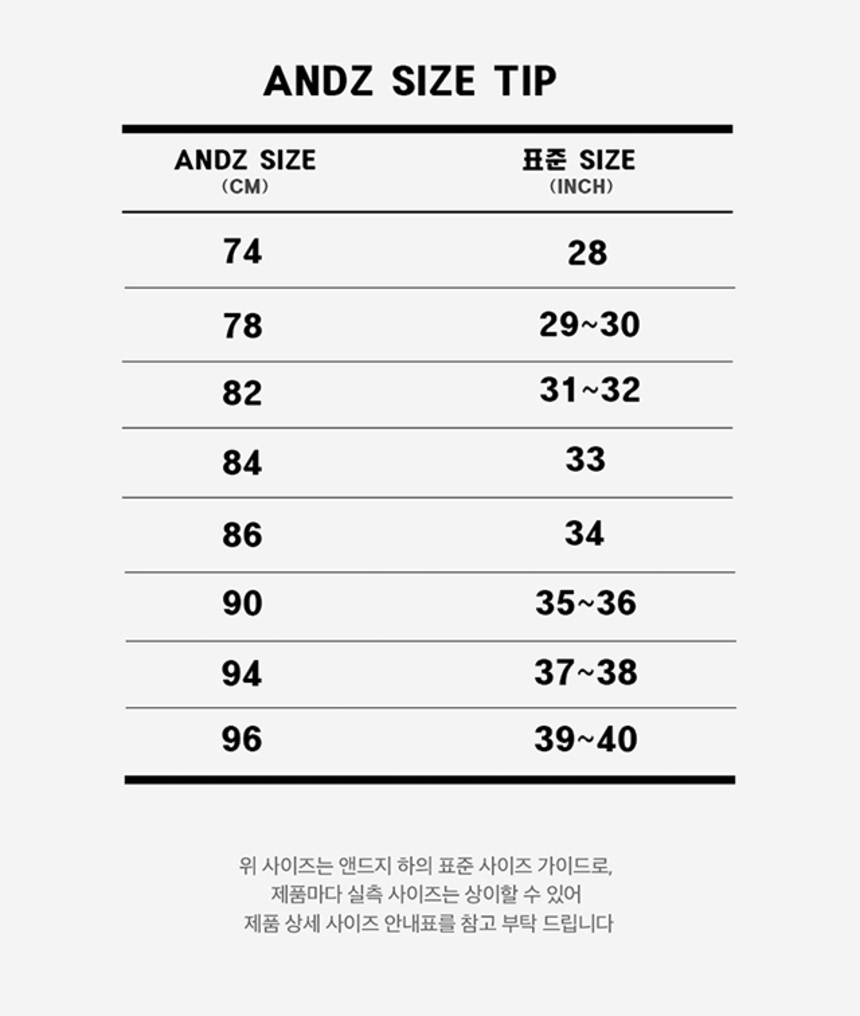 ANDZ SIZE TIP
ANDZ SIZE 표준 SIZE
(CM) (INCH)
74 28
78 29~30
82 31~32
84 33
86 34
90 35~36
94 37~38
96 39~40
위 사이즈는 앤드지 하의 표준 사이즈 가이드로,
제품마다 실측 사이즈는 상이할 수 있어
제품 상세 사이즈 안내표를 참고 부탁 드립니다